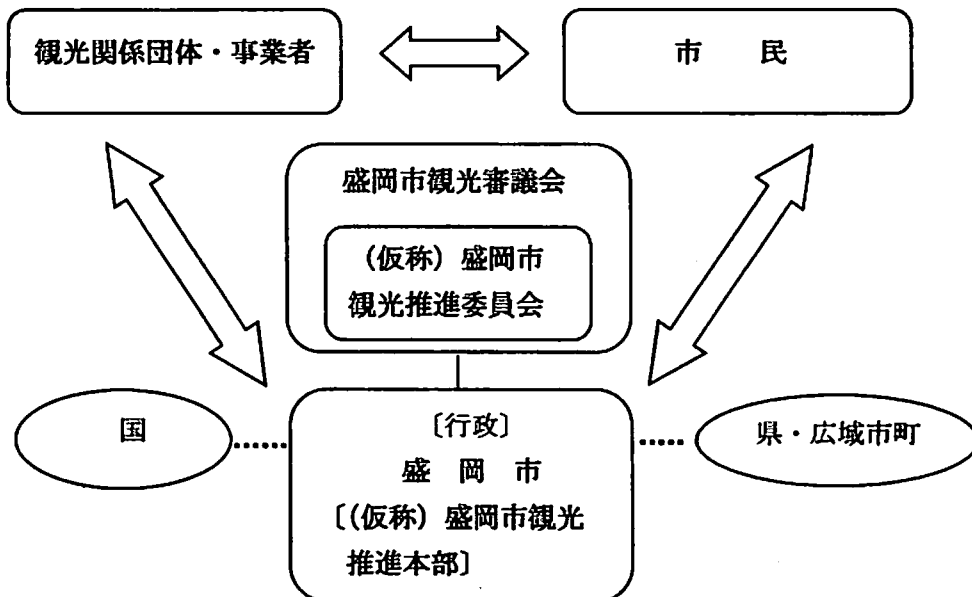 観光関係団体・事業者
市　　民
盛岡市観光審議会
（仮称）盛岡市
観光推進委員会
国
〔行政〕
盛　岡　市
〔(仮称）盛岡市観光
推進本部〕
県・広域市町